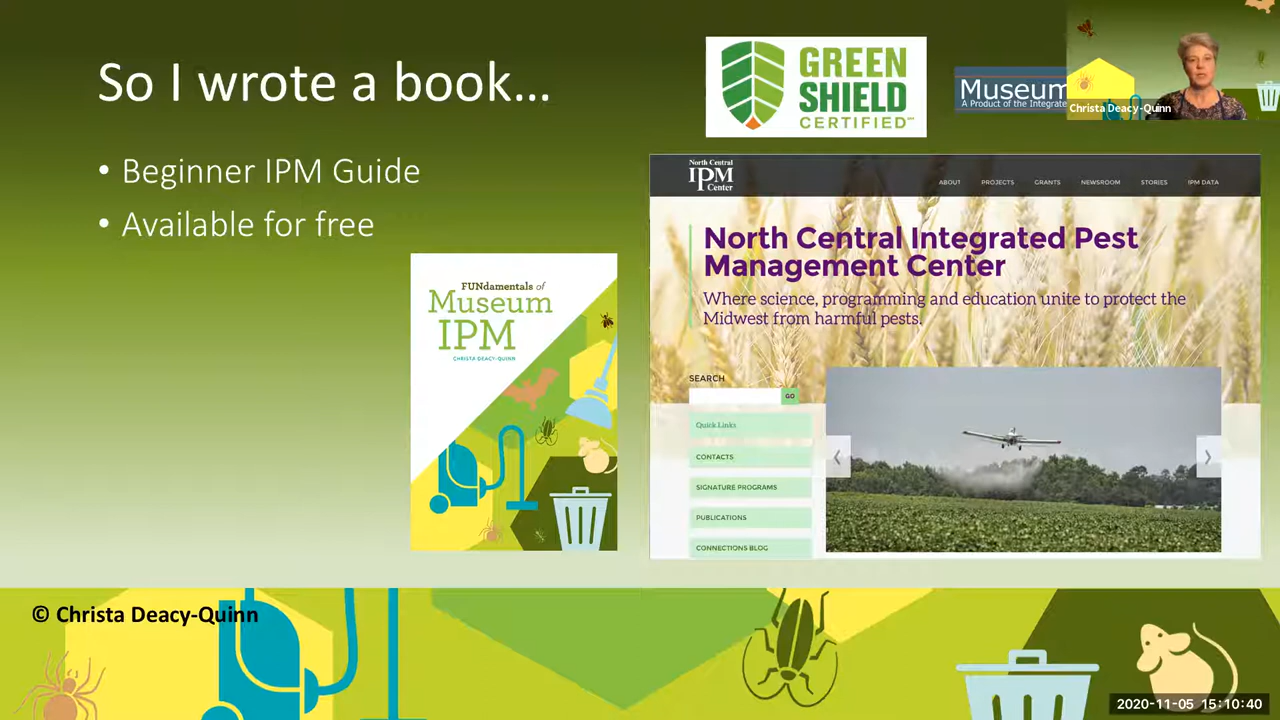 So I wrote a book...
• Beginner IPM Guide
• Available for free
FUNdamentals of
Museum
IPM
CHRISTA DEACY-QUINN
GREEN
SHIELD
CERTIFIED
Museum
A Product of the Integrate
Christa Deacy-Quinn
North Central
IPM
Center
ABOUT PROJECTS GRANTS NEWSROOM STORIES IPM DATA
North Central Integrated Pest
Management Center
Where science, programming and education unite to protect the
Midwest from harmful pests.
SEARCH
GO
Quick Links
CONTACTS
SIGNATURE PROGRAMS
PUBLICATIONS
CONNECTIONS BLOG
© Christa Deacy-Quinn
2020-11-05 15:10:40